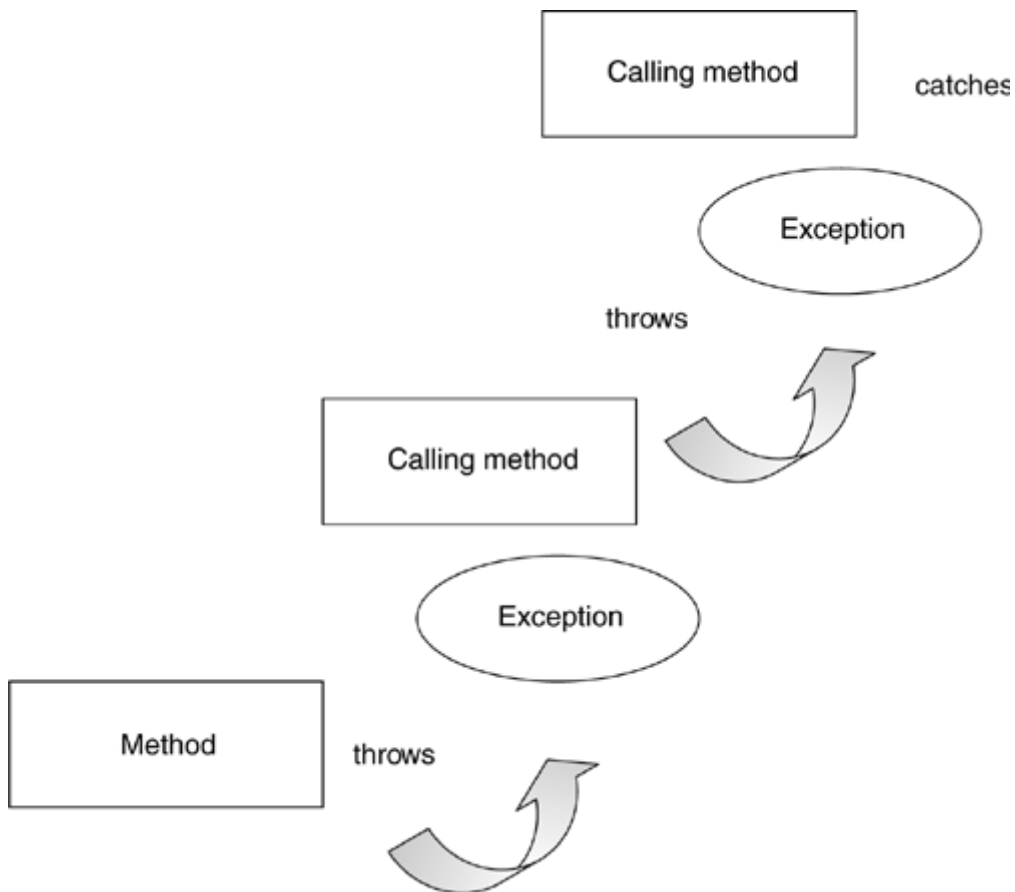 Calling method
catches
Exception
throws
Calling method
Exception
Method
throws